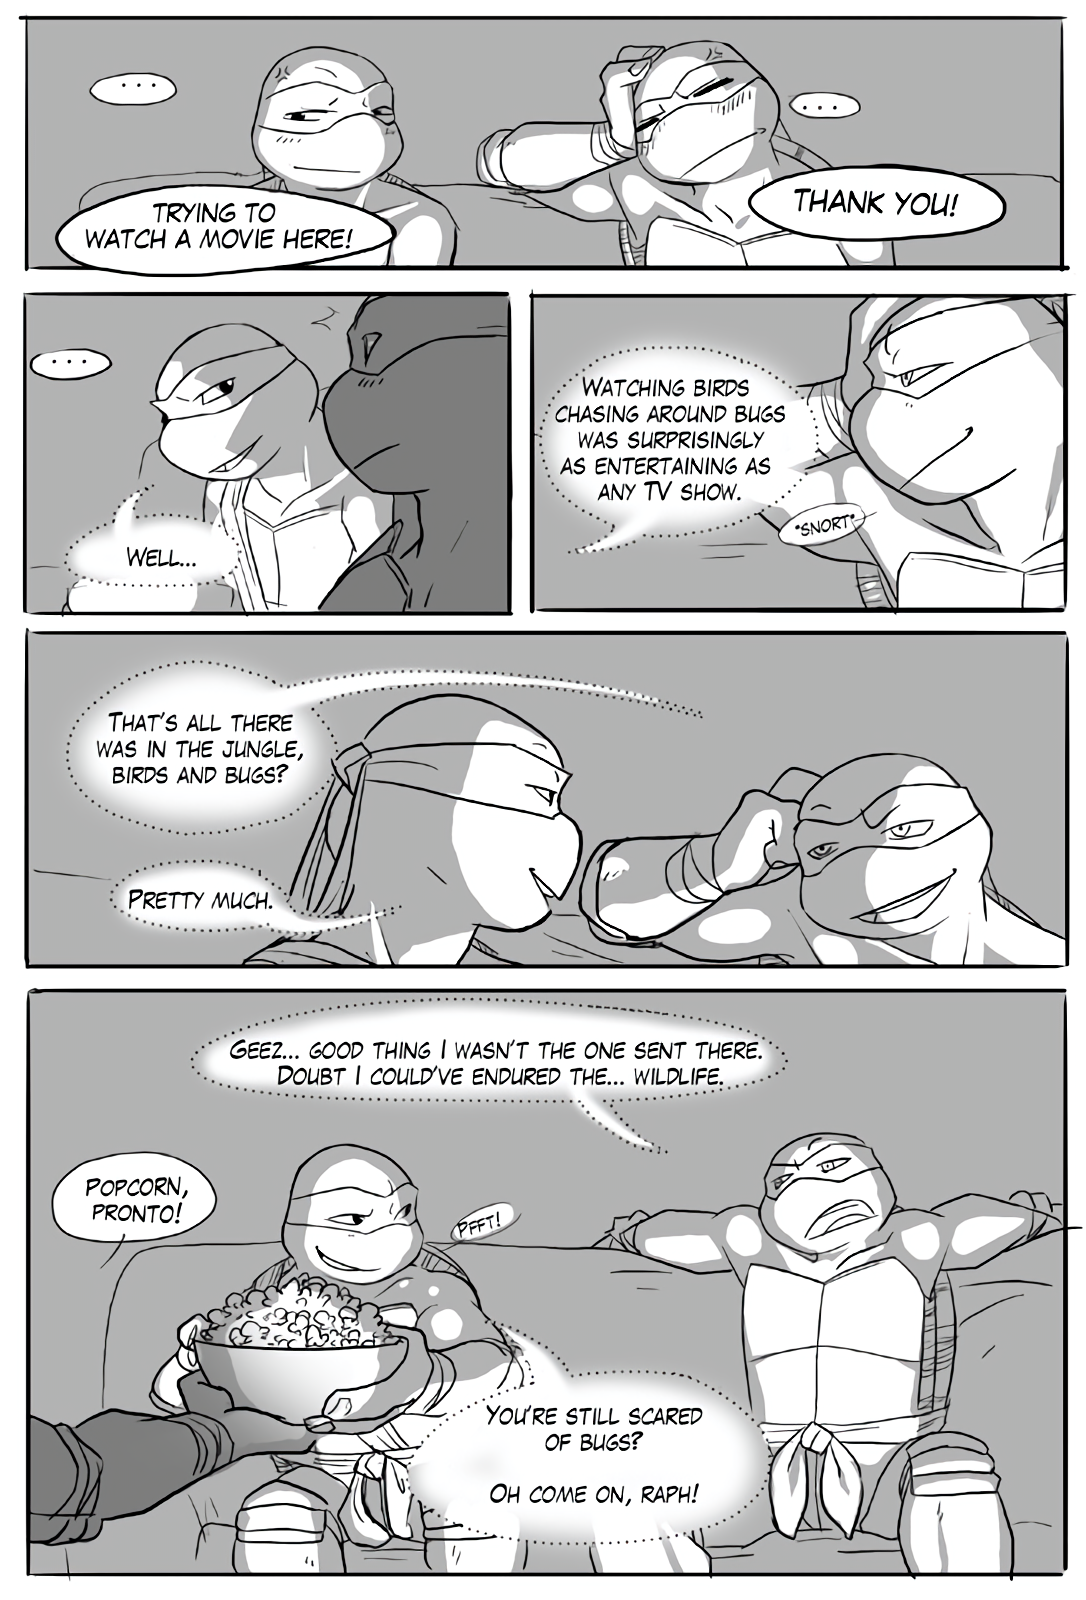 ...
...
TRYING TO
WATCH A MOVIE HERE!
THANK YOU!
...
WELL...
WATCHING BIRDS
CHASING AROUND BUGS
WAS SURPRISINGLY
AS ENTERTAINING AS
ANY TV SHOW.
*SNORT*
THAT'S ALL THERE
WAS IN THE JUNGLE,
BIRDS AND BUGS?
PRETTY MUCH.
GEEZ... GOOD THING I WASN'T THE ONE SENT THERE.
DOUBT I COULD'VE ENDURED THE... WILDLIFE.
POPCORN,
PRONTO!
PFFT!
YOU'RE STILL SCARED
OF BUGS?
OH COME ON, RAPH!